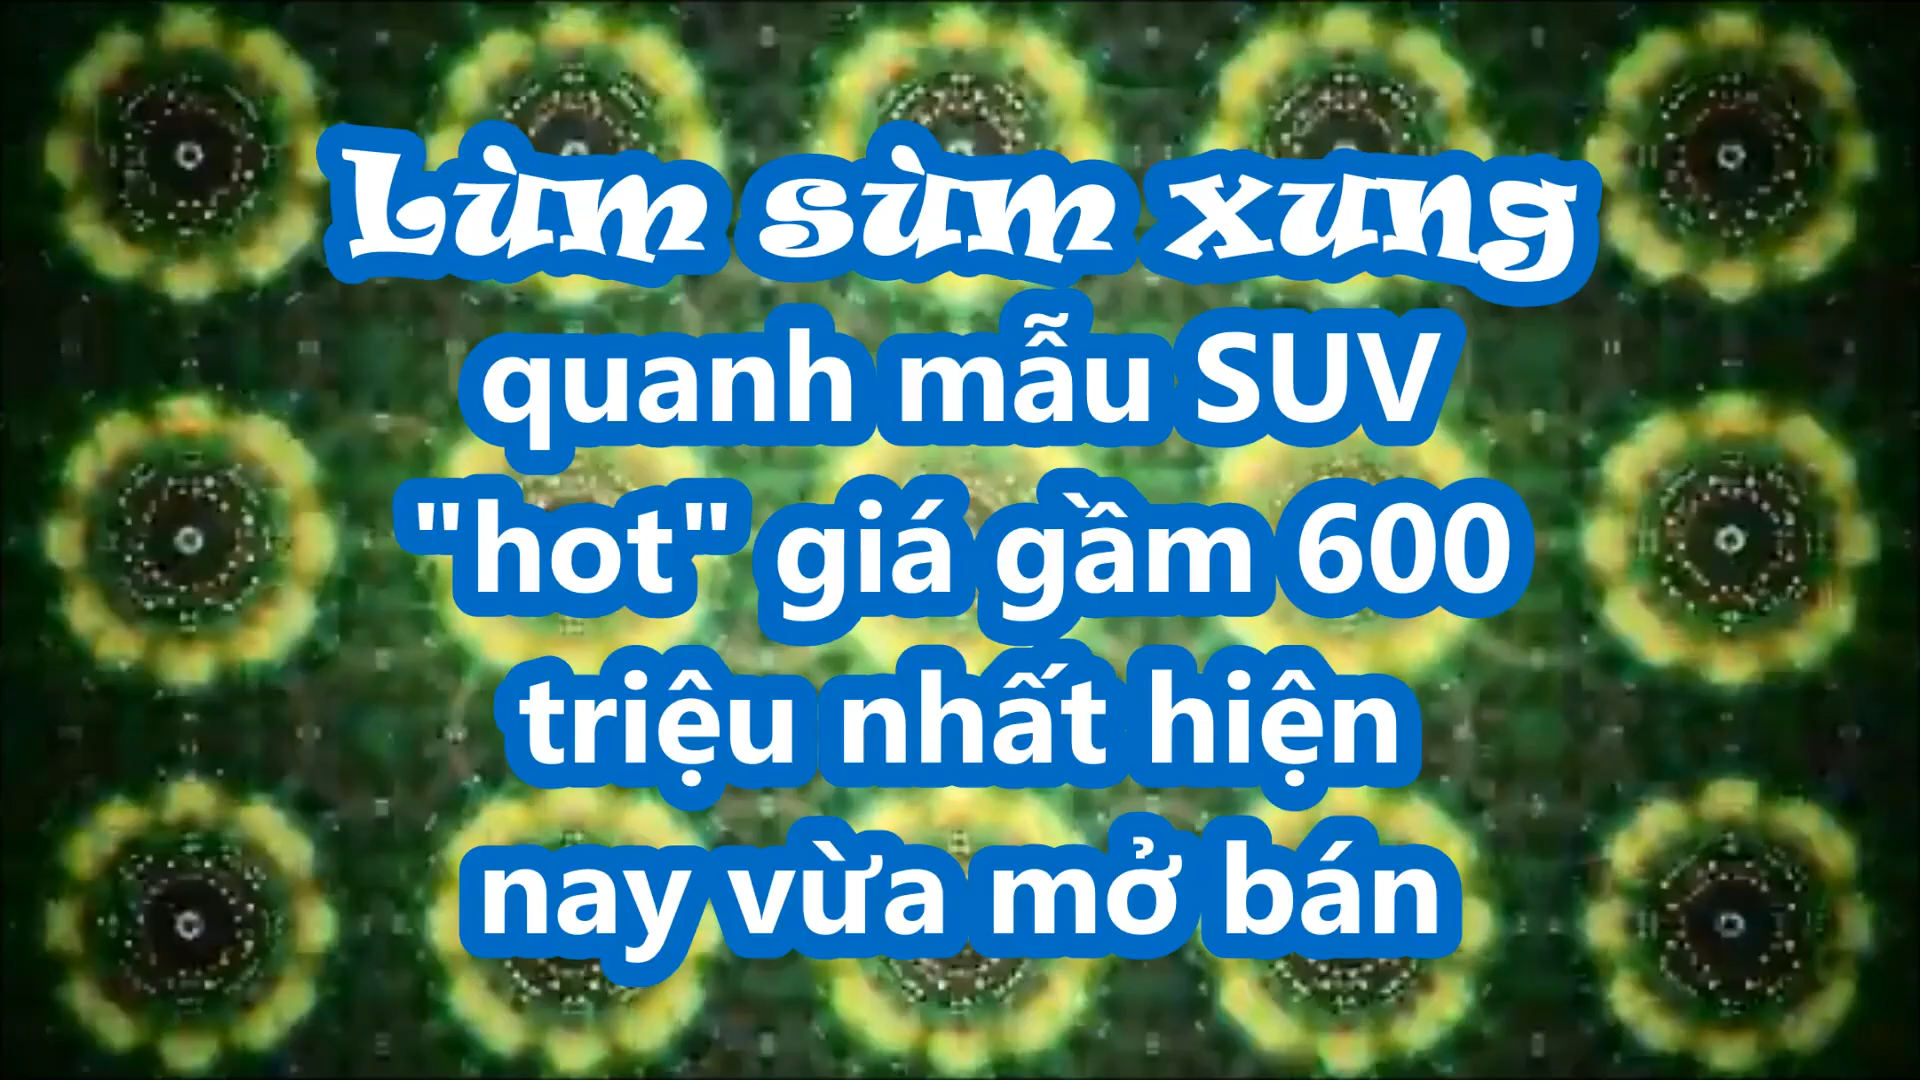 Lùm sùm xung
quanh mẫu SUV
"hot" giá gầm 600
triệu nhất hiện
nay vừa mở bán